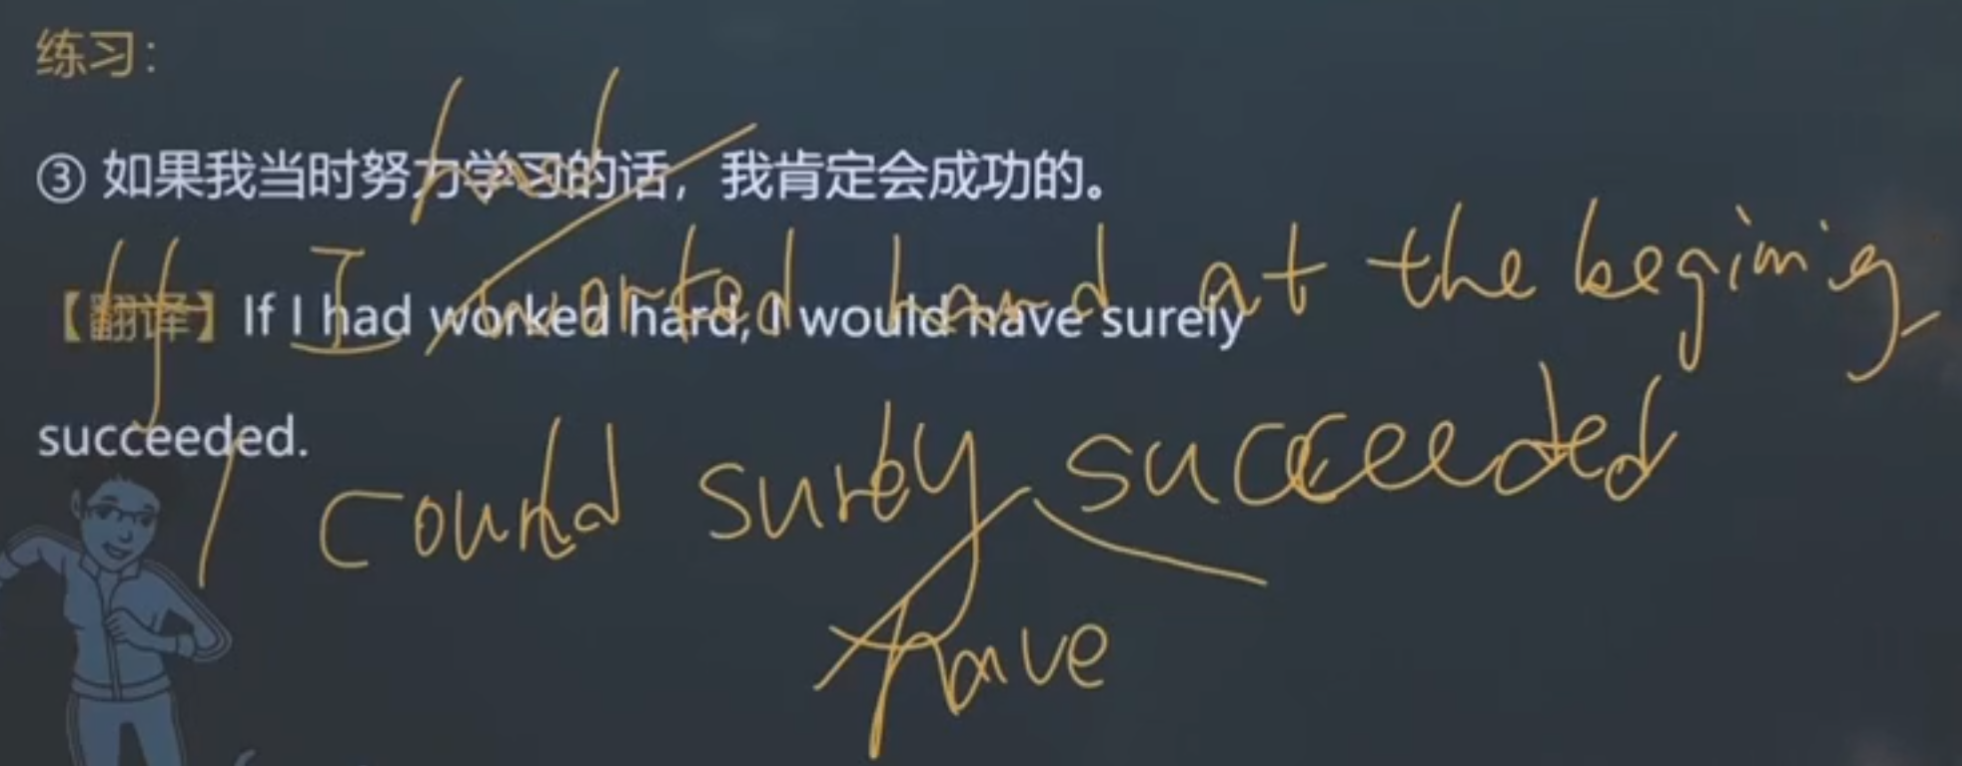 练习：
③ 如果我当时努力学习的话，我肯定会成功的。
had
If I worked hard at the begining,
【翻译】If I had worked hard, I would have surely
succeeded.
I could surely succeeded
have